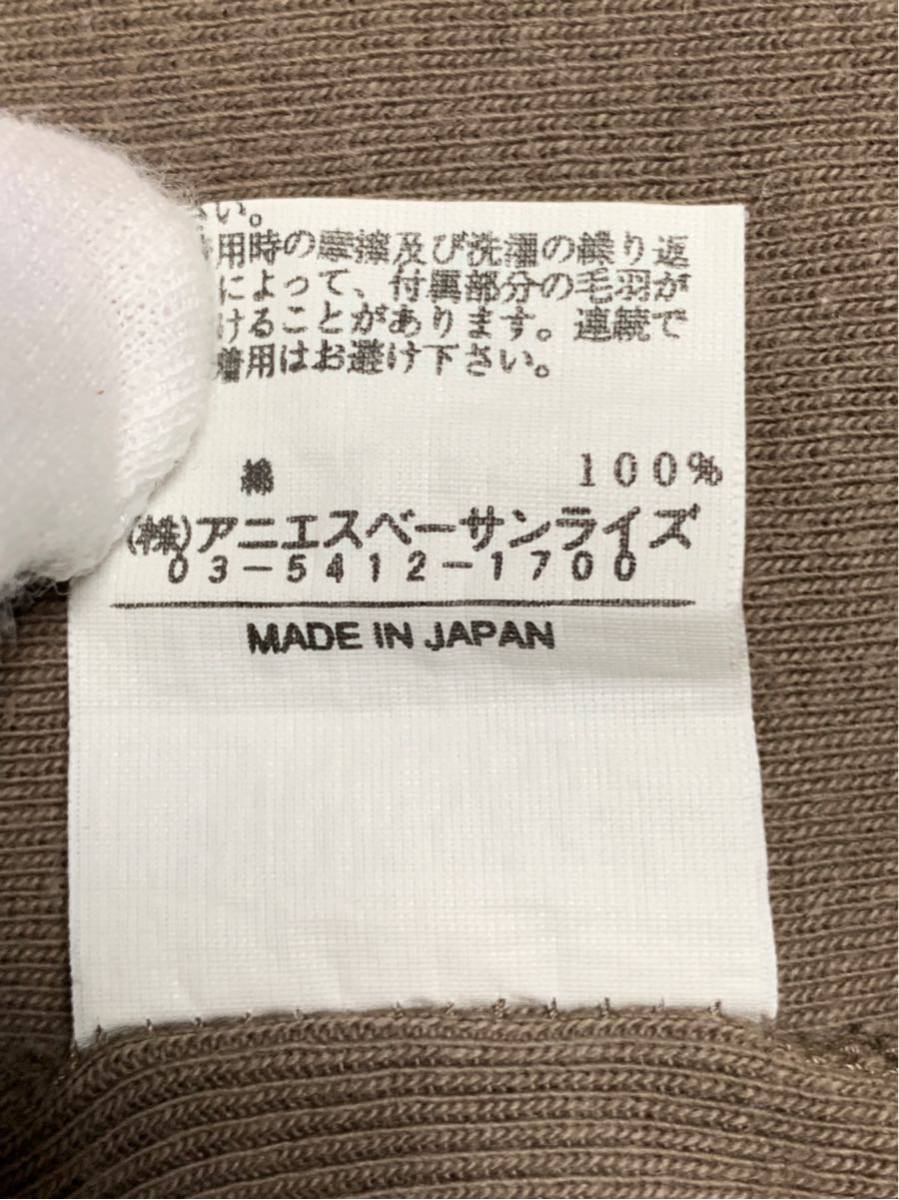 い。
用時の摩擦及び洗濯の繰り返
によって、付属部分の毛羽が
けることがあります。連続で
着用はお避け下さい。
綿 100%
(株)アニエスベーサンライズ
03-5412-1700
MADE IN JAPAN